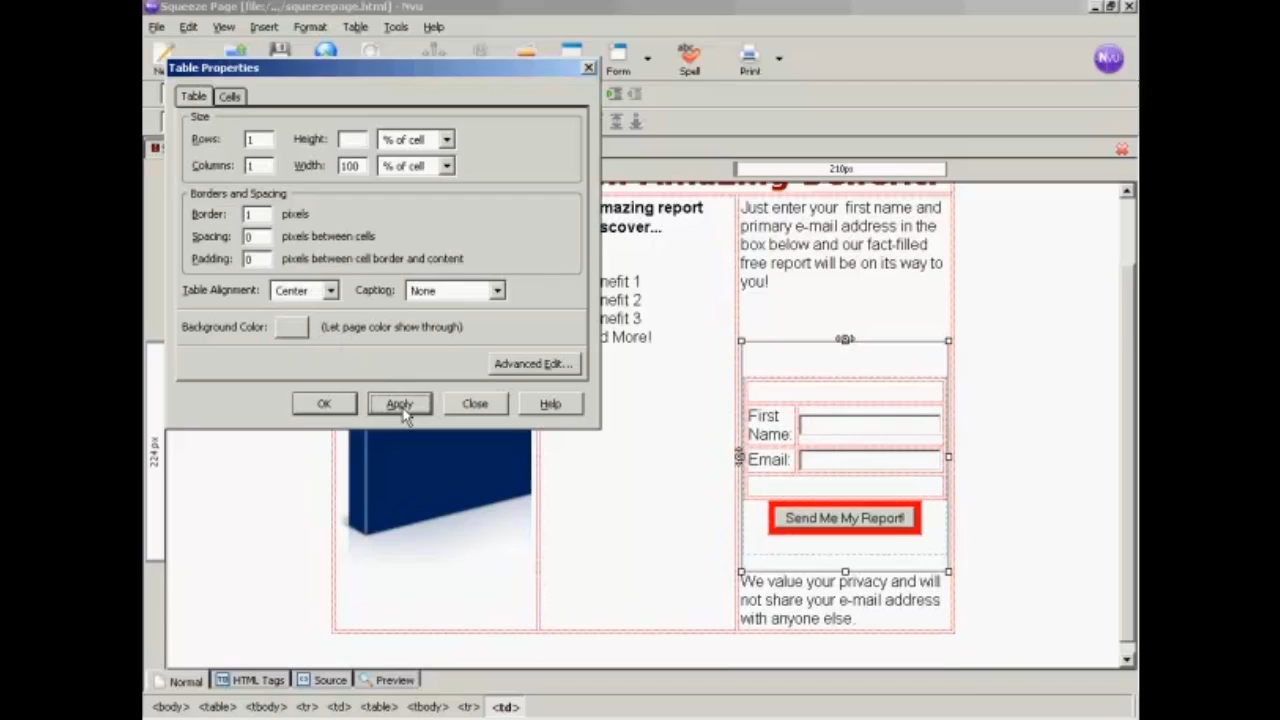 Squeeze Page [file:/.../squeezepage.html] - Nvu
File Edit View Insert Format Table Tools Help
Form Spell Print
Nvu
Table Properties
Table Cells
Size
Rows: 1 Height: % of cell
Columns: 1 Width: 100 % of cell
Borders and Spacing
Border: 1 pixels
Spacing: 0 pixels between cells
Padding: 0 pixels between cell border and content
Table Alignment: Center Caption: None
Background Color: (Let page color show through)
Advanced Edit...
OK Apply Close Help
210px
224px
mazing report
scover...
nefit 1
nefit 2
nefit 3
d More!
Just enter your first name and
primary e-mail address in the
box below and our fact-filled
free report will be on its way to
you!
First
Name:
Email:
Send Me My Report!
We value your privacy and will
not share your e-mail address
with anyone else.
Normal HTML Tags Source Preview
<body> <table> <tbody> <tr> <td> <table> <tbody> <tr> <td>